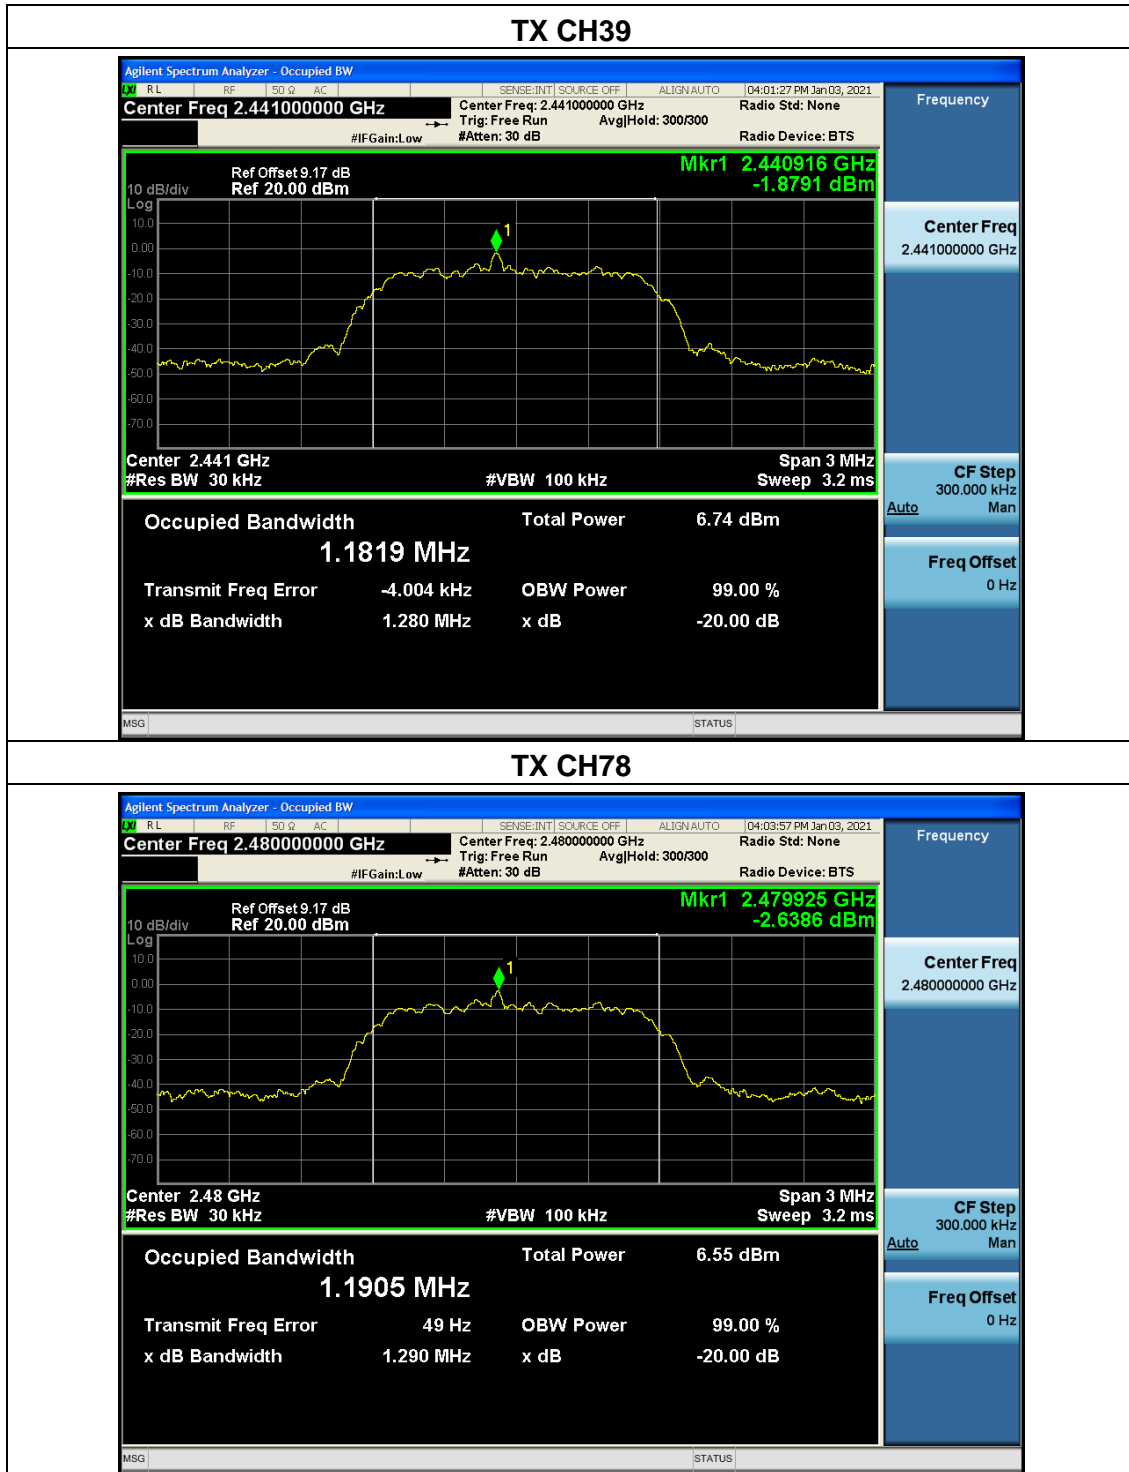 TX CH39
Agilent Spectrum Analyzer - Occupied BW
LXI RL RF 50 Ω AC SENSE:INT SOURCE OFF ALIGN AUTO 04:01:27 PM Jan 03, 2021
Center Freq 2.441000000 GHz
Center Freq: 2.441000000 GHz Radio Std: None
Trig: Free Run Avg|Hold: 300/300
#IFGain:Low #Atten: 30 dB Radio Device: BTS
Frequency
Mkr1 2.440916 GHz
-1.8791 dBm
Ref Offset 9.17 dB
10 dB/div Ref 20.00 dBm
Log
1
10.0
0.00
-10.0
-20.0
-30.0
-40.0
-50.0
-60.0
-70.0
Center Freq
2.441000000 GHz
Center 2.441 GHz Span 3 MHz
#Res BW 30 kHz #VBW 100 kHz Sweep 3.2 ms
CF Step
300.000 kHz
Auto Man
Occupied Bandwidth Total Power 6.74 dBm
1.1819 MHz
Transmit Freq Error -4.004 kHz OBW Power 99.00 %
x dB Bandwidth 1.280 MHz x dB -20.00 dB
Freq Offset
0 Hz
MSG STATUS
TX CH78
Agilent Spectrum Analyzer - Occupied BW
LXI RL RF 50 Ω AC SENSE:INT SOURCE OFF ALIGN AUTO 04:03:57 PM Jan 03, 2021
Center Freq 2.480000000 GHz
Center Freq: 2.480000000 GHz Radio Std: None
Trig: Free Run Avg|Hold: 300/300
#IFGain:Low #Atten: 30 dB Radio Device: BTS
Frequency
Mkr1 2.479925 GHz
-2.6386 dBm
Ref Offset 9.17 dB
10 dB/div Ref 20.00 dBm
Log
1
10.0
0.00
-10.0
-20.0
-30.0
-40.0
-50.0
-60.0
-70.0
Center Freq
2.480000000 GHz
Center 2.48 GHz Span 3 MHz
#Res BW 30 kHz #VBW 100 kHz Sweep 3.2 ms
CF Step
300.000 kHz
Auto Man
Occupied Bandwidth Total Power 6.55 dBm
1.1905 MHz
Transmit Freq Error 49 Hz OBW Power 99.00 %
x dB Bandwidth 1.290 MHz x dB -20.00 dB
Freq Offset
0 Hz
MSG STATUS